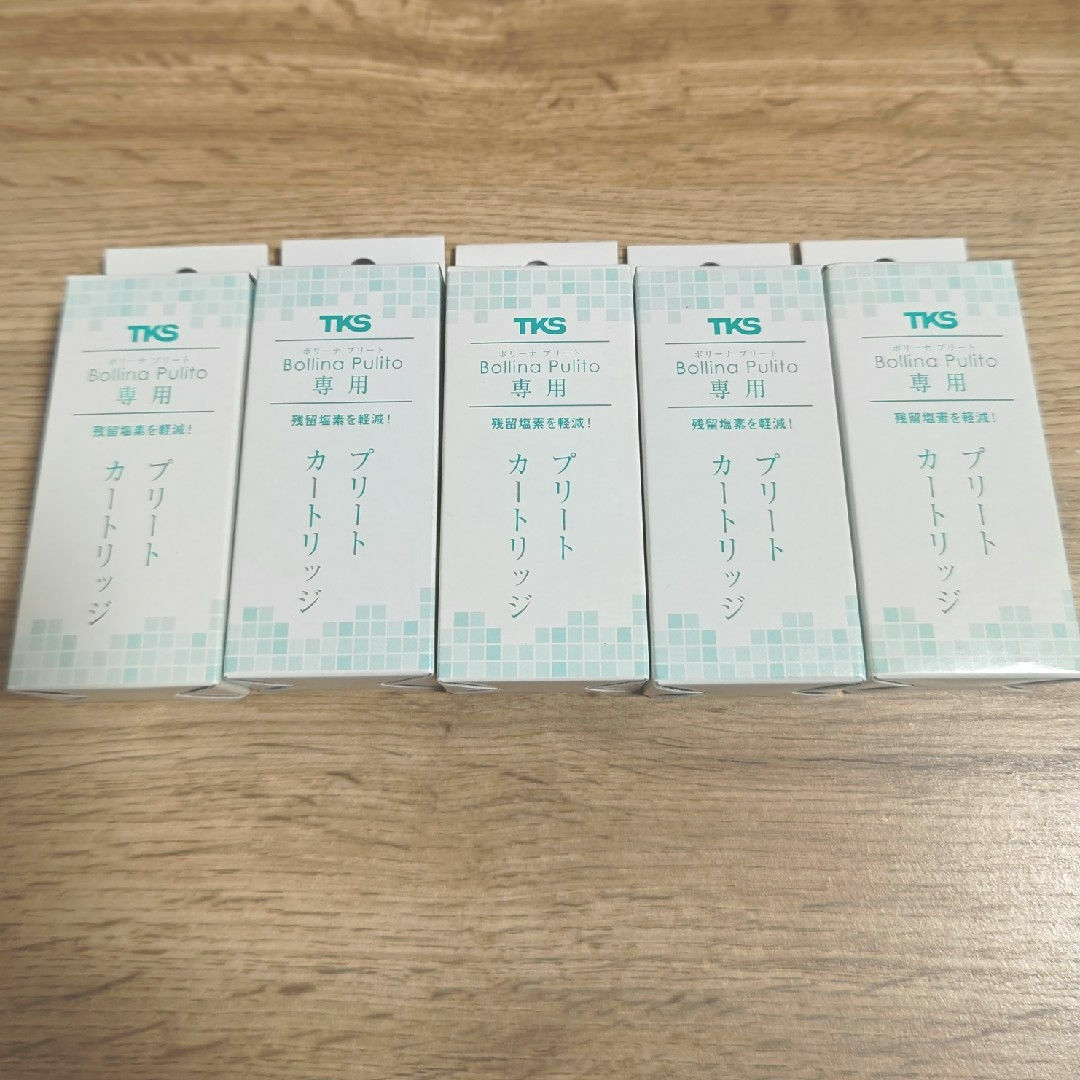 TKS
ボリーナ プリート
Bollina Pulito
専用
残留塩素を軽減!
プリート
カートリッジ
TKS
ボリーナ プリート
Bollina Pulito
専用
残留塩素を軽減!
プリート
カートリッジ
TKS
ボリーナ プリート
Bollina Pulito
専用
残留塩素を軽減!
プリート
カートリッジ
TKS
ボリーナ プリート
Bollina Pulito
専用
残留塩素を軽減!
プリート
カートリッジ
TKS
ボリーナ プリート
Bollina Pulito
専用
残留塩素を軽減!
プリート
カートリッジ